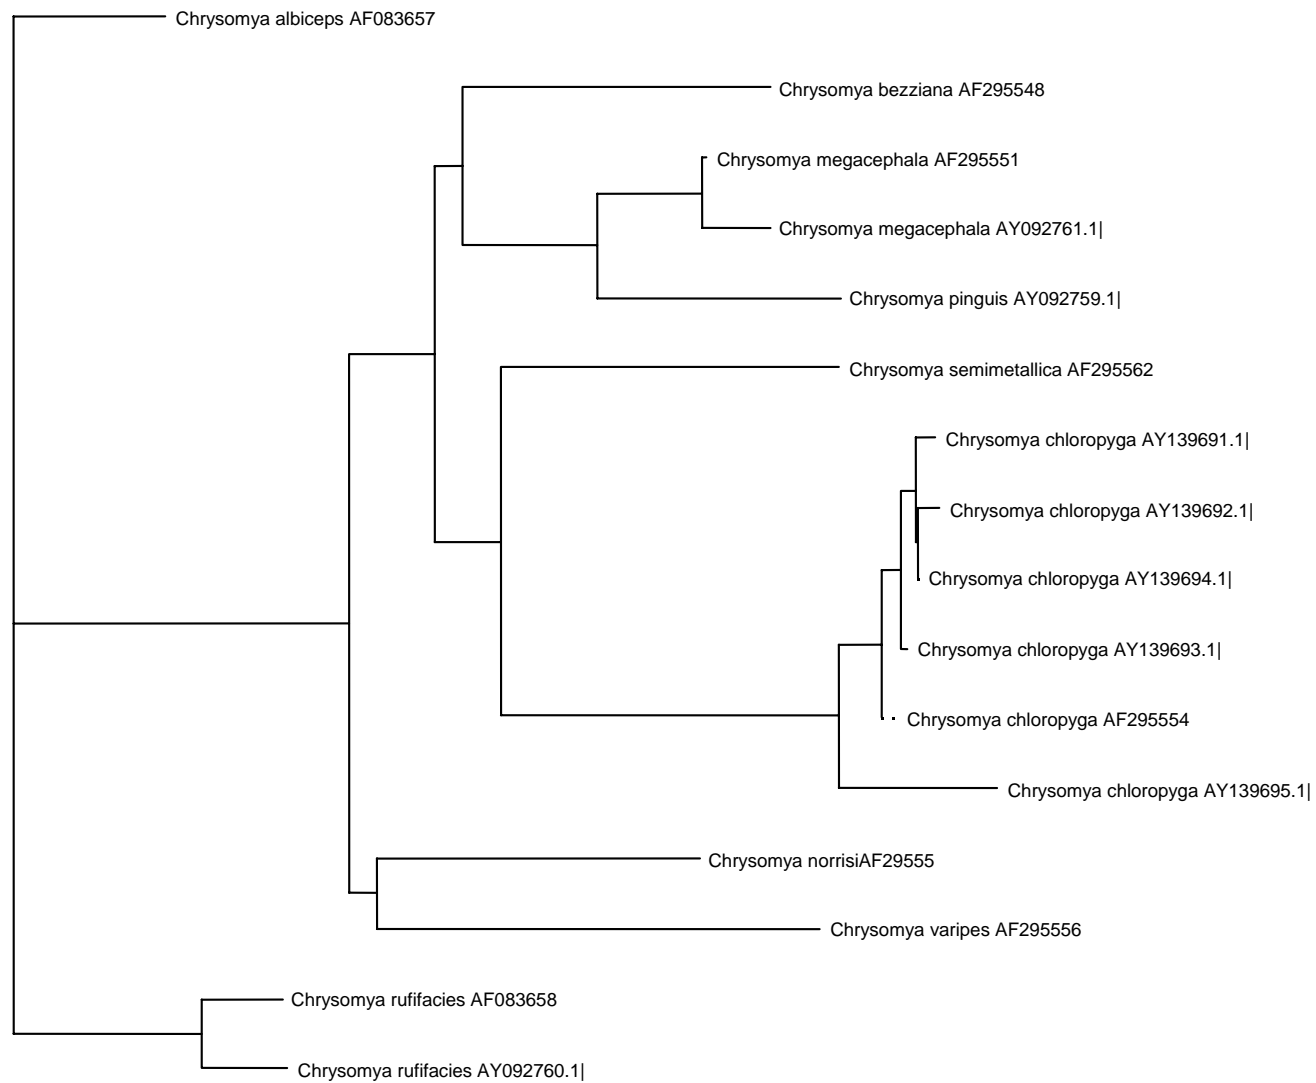 Chrysomya albiceps AF083657
Chrysomya bezziana AF295548
Chrysomya megacephala AF295551
Chrysomya megacephala AY092761.1|
Chrysomya pinguis AY092759.1|
Chrysomya semimetallica AF295562
Chrysomya chloropyga AY139691.1|
Chrysomya chloropyga AY139692.1|
Chrysomya chloropyga AY139694.1|
Chrysomya chloropyga AY139693.1|
Chrysomya chloropyga AF295554
Chrysomya chloropyga AY139695.1|
Chrysomya norrisiAF29555
Chrysomya varipes AF295556
Chrysomya rufifacies AF083658
Chrysomya rufifacies AY092760.1|